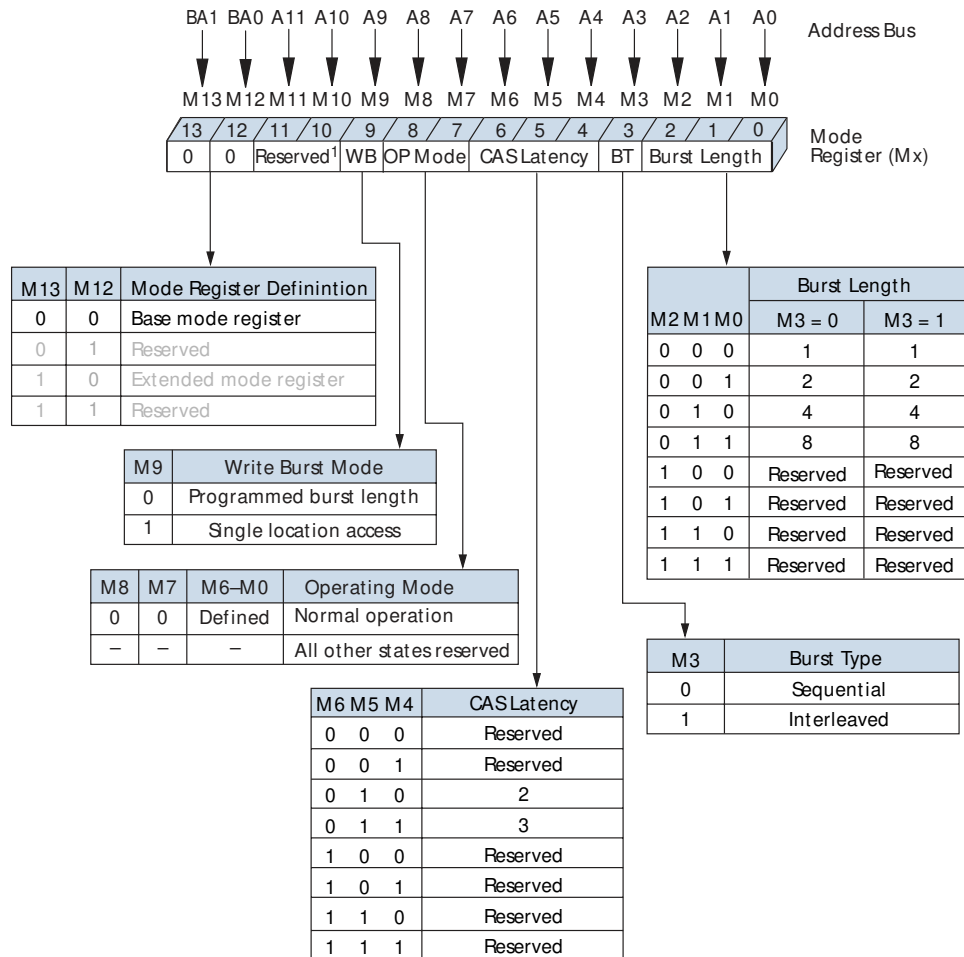 BA1 BA0 A11 A10 A9 A8 A7 A6 A5 A4 A3 A2 A1 A0
Address Bus
M13 M12 M11 M10 M9 M8 M7 M6 M5 M4 M3 M2 M1 M0
13 12 11 10 9 8 7 6 5 4 3 2 1 0
0 0 Reserved1 WB OP Mode CAS Latency BT Burst Length
Mode
Register (Mx)
M13 M12 Mode Register Definintion
0 0 Base mode register
0 1 Reserved
1 0 Extended mode register
1 1 Reserved
Burst Length
M2 M1 M0 M3 = 0 M3 = 1
0 0 0 1 1
0 0 1 2 2
0 1 0 4 4
0 1 1 8 8
1 0 0 Reserved Reserved
1 0 1 Reserved Reserved
1 1 0 Reserved Reserved
1 1 1 Reserved Reserved
M9 Write Burst Mode
0 Programmed burst length
1 Single location access
M8 M7 M6–M0 Operating Mode
0 0 Defined Normal operation
– – – All other states reserved
M3 Burst Type
0 Sequential
1 Interleaved
M6 M5 M4 CAS Latency
0 0 0 Reserved
0 0 1 Reserved
0 1 0 2
0 1 1 3
1 0 0 Reserved
1 0 1 Reserved
1 1 0 Reserved
1 1 1 Reserved